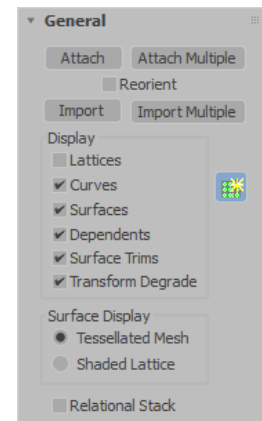 General
Attach Attach Multiple
Reorient
Import Import Multiple
Display
Lattices
Curves
Surfaces
Dependents
Surface Trims
Transform Degrade
Surface Display
Tessellated Mesh
Shaded Lattice
Relational Stack